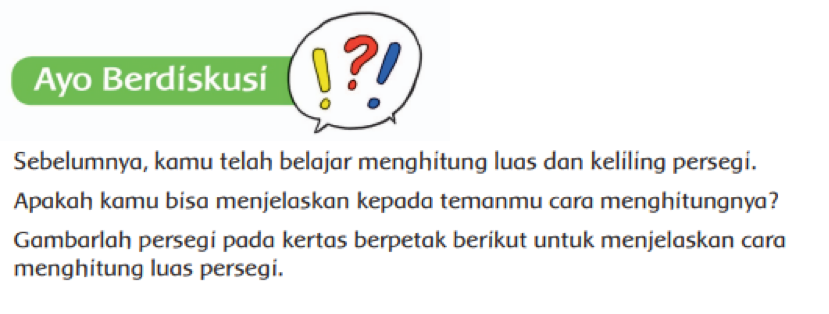 Ayo Berdiskusi
!?!
Sebelumnya, kamu telah belajar menghitung luas dan keliling persegi.
Apakah kamu bisa menjelaskan kepada temanmu cara menghitungnya?
Gambarlah persegi pada kertas berpetak berikut untuk menjelaskan cara
menghitung luas persegi.